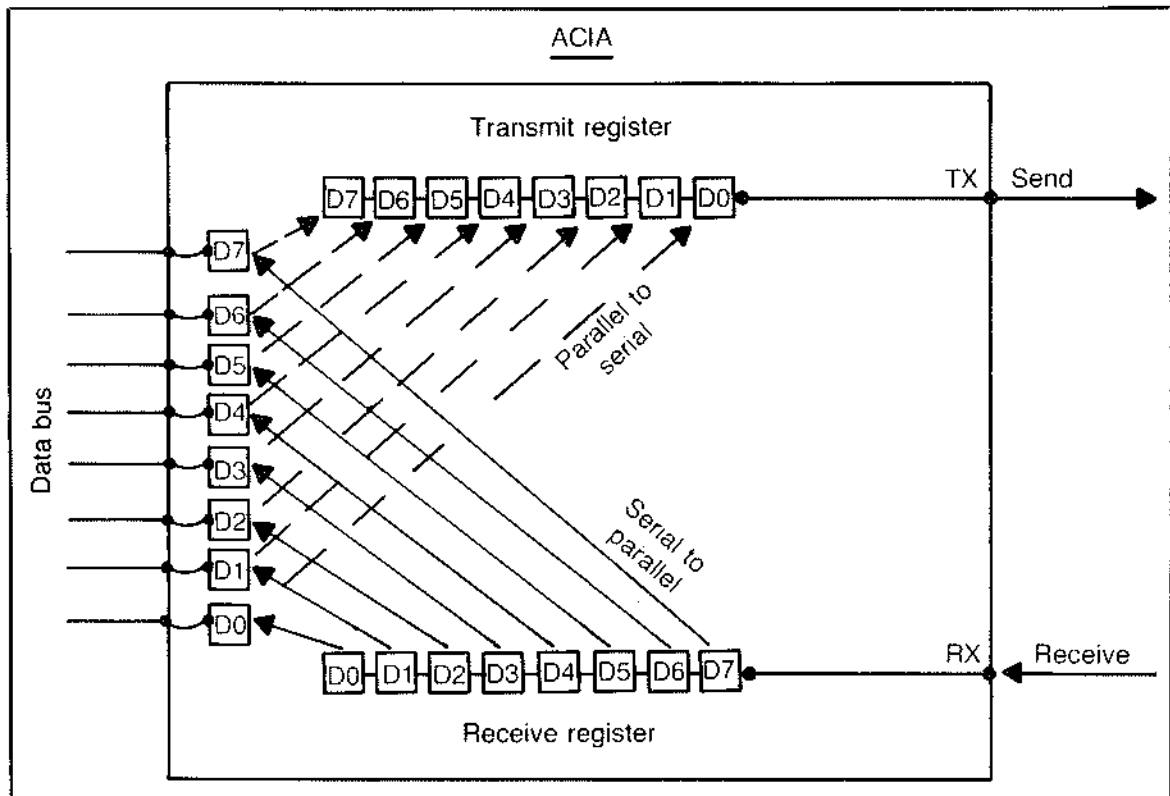 ACIA
Transmit register
D7 D6 D5 D4 D3 D2 D1 D0
TX Send
Data bus
D7
D6
D5
D4
D3
D2
D1
D0
Parallel to
serial
Serial to
parallel
D0 D1 D2 D3 D4 D5 D6 D7
RX Receive
Receive register